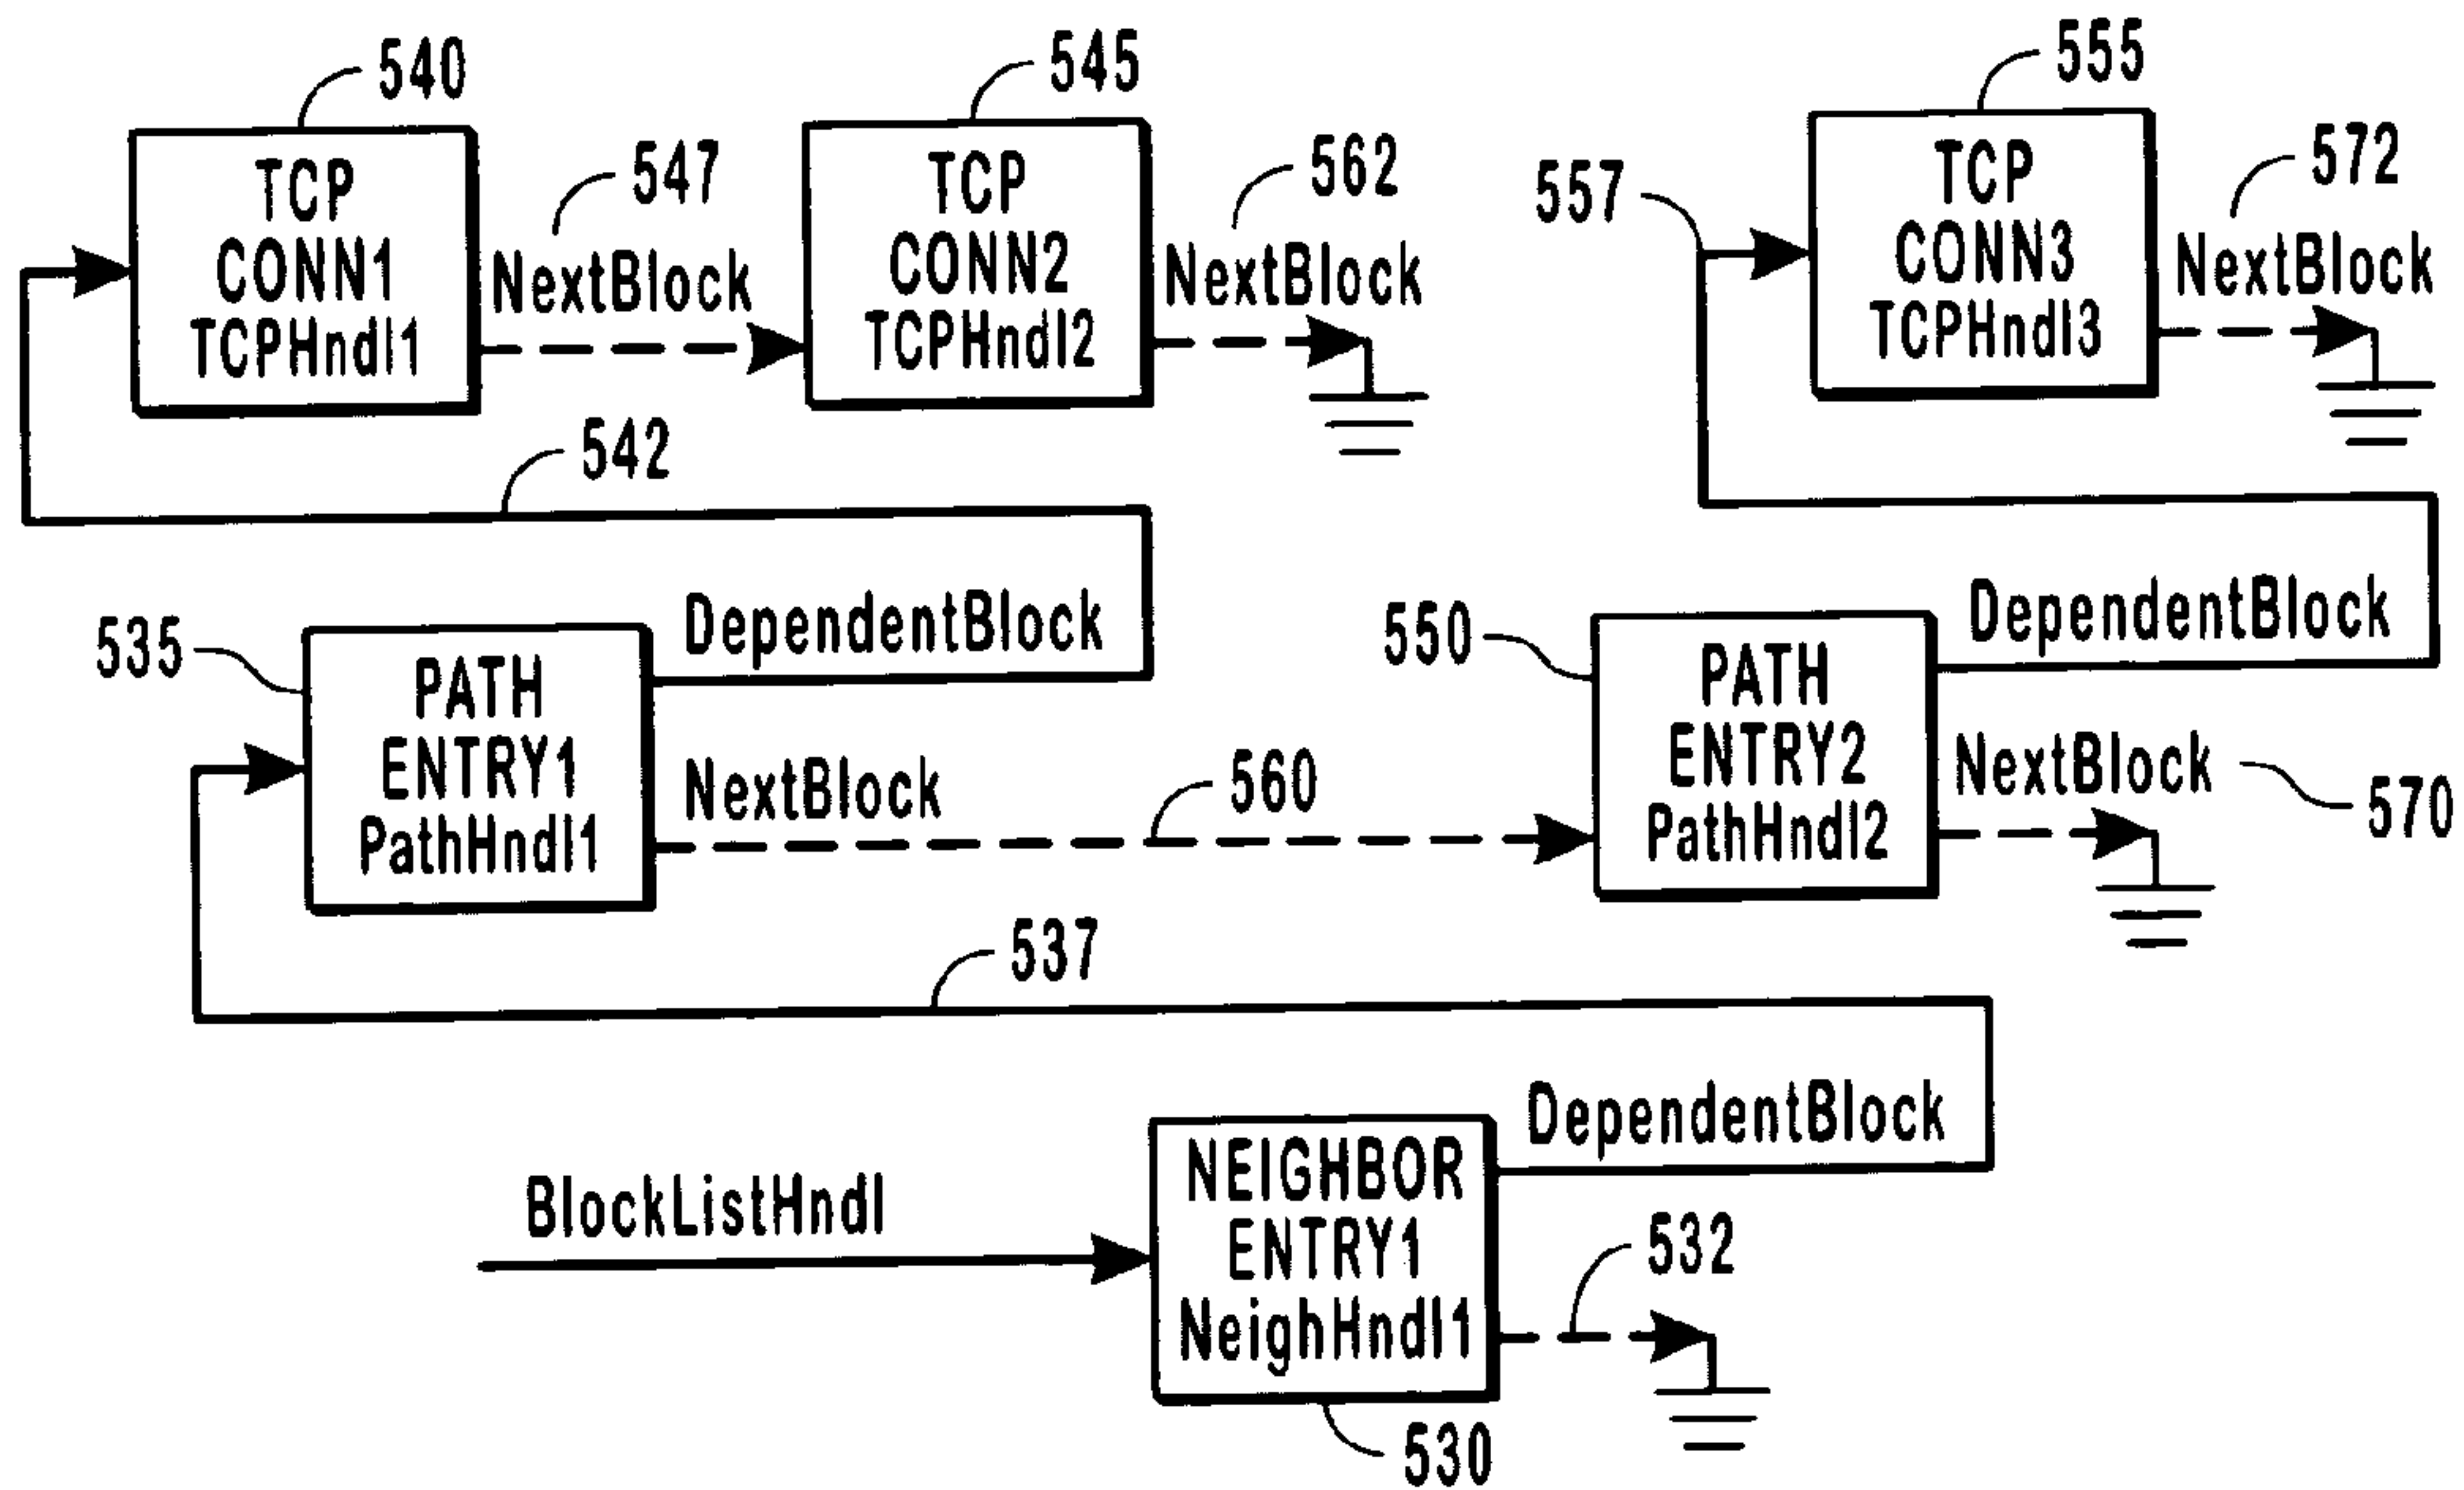 540
545
555
TCP
CONN1
TCPHndl1
547
NextBlock
TCP
CONN2
TCPHndl2
562
NextBlock
557
TCP
CONN3
TCPHndl3
572
NextBlock
542
535
PATH
ENTRY1
PathHndl1
DependentBlock
NextBlock
560
550
PATH
ENTRY2
PathHndl2
DependentBlock
NextBlock
570
537
BlockListHndl
NEIGHBOR
ENTRY1
NeighHndl1
DependentBlock
532
530